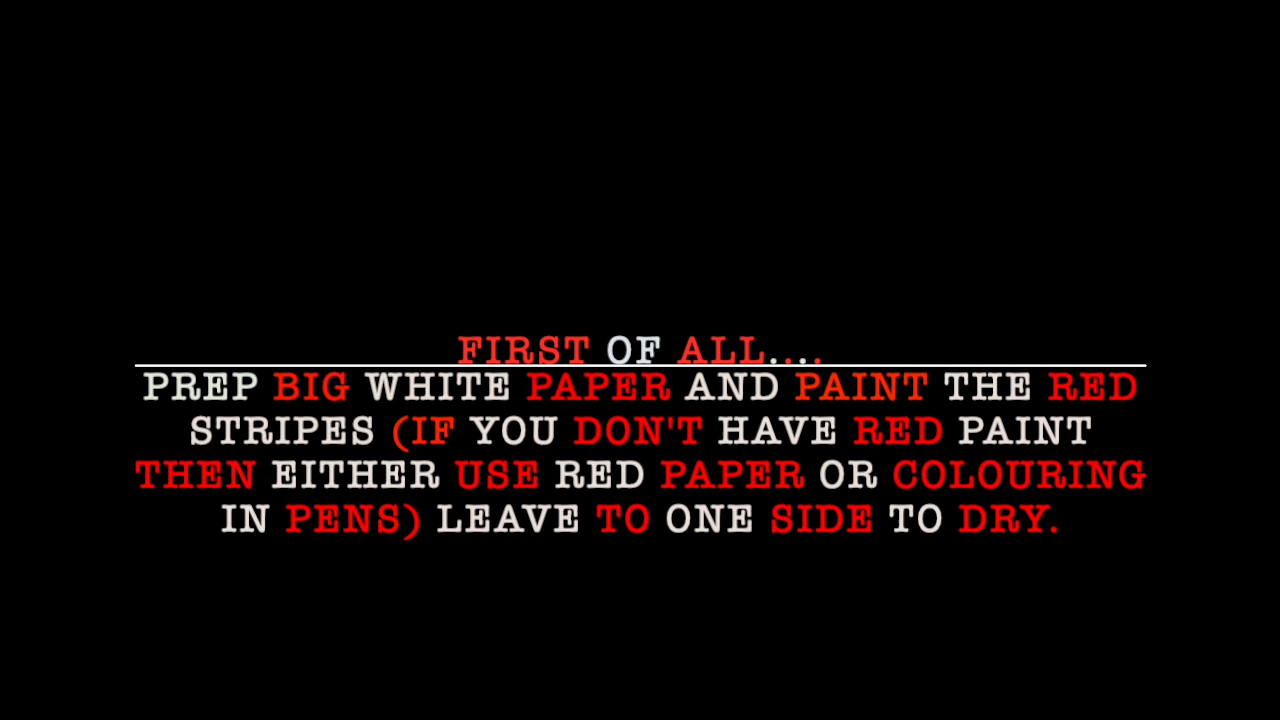 FIRST OF ALL....
PREP BIG WHITE PAPER AND PAINT THE RED
STRIPES (IF YOU DON'T HAVE RED PAINT
THEN EITHER USE RED PAPER OR COLOURING
IN PENS) LEAVE TO ONE SIDE TO DRY.